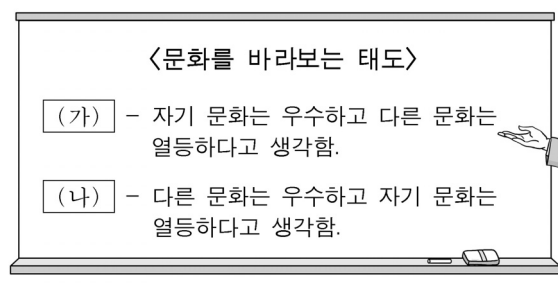 〈문화를 바라보는 태도〉
(가) - 자기 문화는 우수하고 다른 문화는
열등하다고 생각함.
(나) - 다른 문화는 우수하고 자기 문화는
열등하다고 생각함.